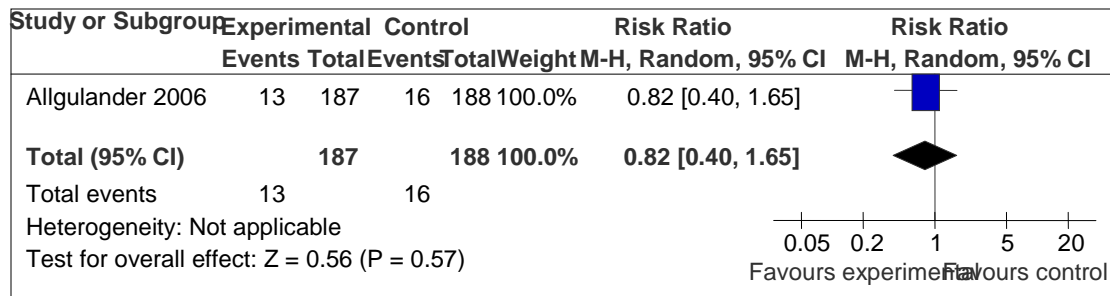 Study or Subgroup Experimental Control Risk Ratio Risk Ratio
Events Total Events Total Weight M-H, Random, 95% CI M-H, Random, 95% CI
Allgulander 2006 13 187 16 188 100.0% 0.82 [0.40, 1.65]
Total (95% CI) 187 188 100.0% 0.82 [0.40, 1.65]
Total events 13 16
Heterogeneity: Not applicable
Test for overall effect: Z = 0.56 (P = 0.57)
0.05 0.2 1 5 20
Favours experimental Favours control